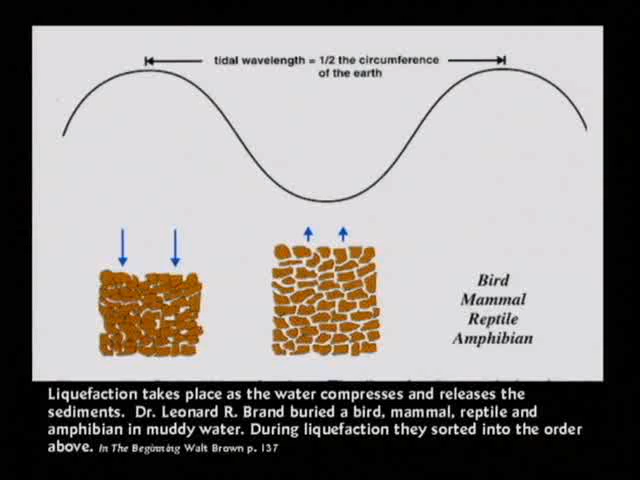 tidal wavelength = 1/2 the circumference
of the earth
Bird
Mammal
Reptile
Amphibian
Liquefaction takes place as the water compresses and releases the
sediments. Dr. Leonard R. Brand buried a bird, mammal, reptile and
amphibian in muddy water. During liquefaction they sorted into the order
above. In The Beginning Walt Brown p. 137